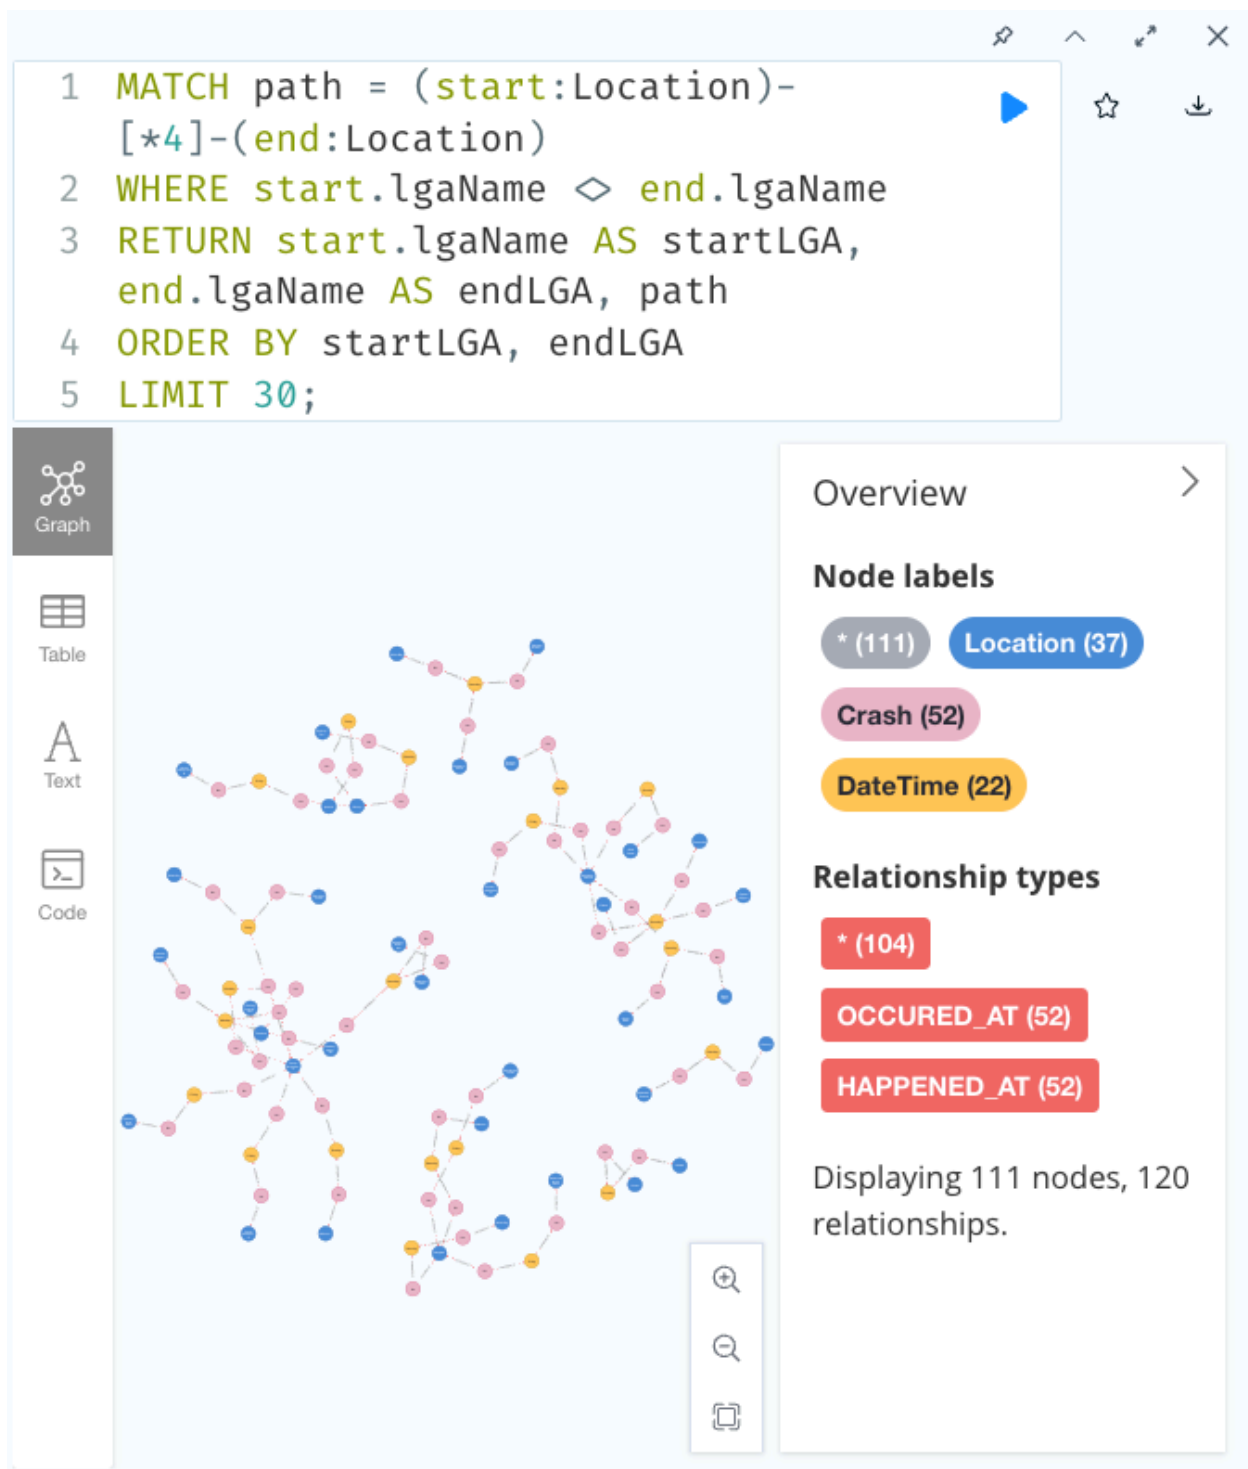 1 MATCH path = (start:Location)-
[*4]-(end:Location)
2 WHERE start.lgaName <> end.lgaName
3 RETURN start.lgaName AS startLGA,
end.lgaName AS endLGA, path
4 ORDER BY startLGA, endLGA
5 LIMIT 30;
Graph
Table
Text
Code
Overview
Node labels
* (111) Location (37)
Crash (52)
DateTime (22)
Relationship types
* (104)
OCCURED_AT (52)
HAPPENED_AT (52)
Displaying 111 nodes, 120
relationships.